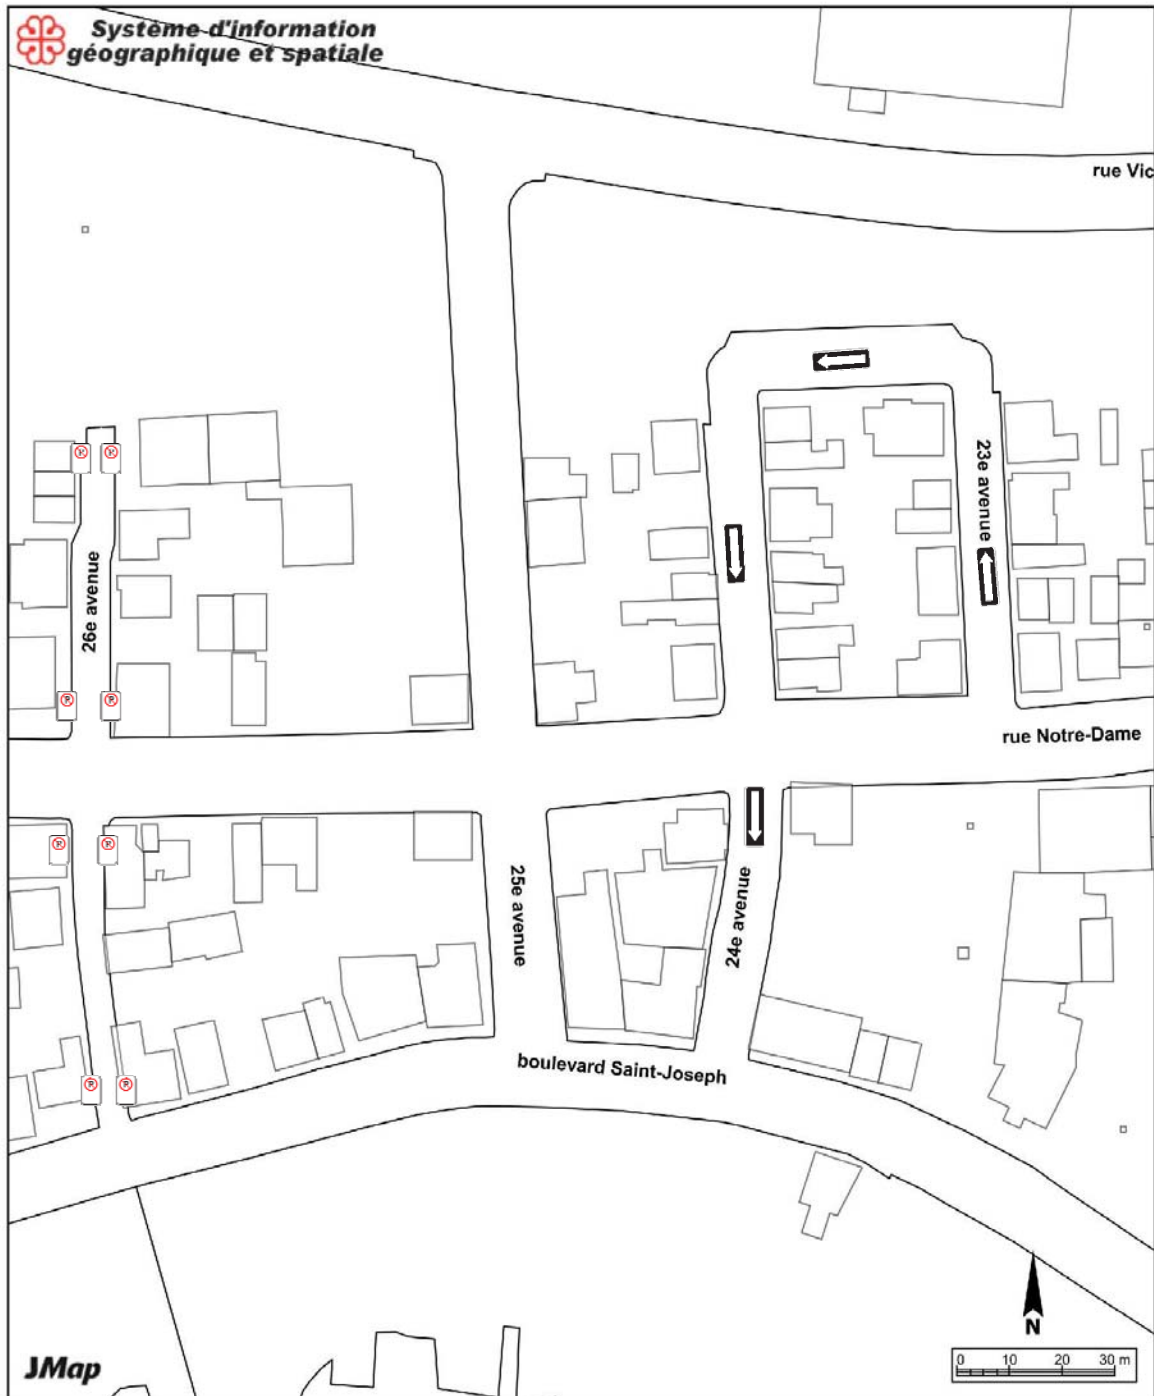 Système d'information
géographique et spatiale
rue Vic
23e avenue
26e avenue
rue Notre-Dame
25e avenue
24e avenue
boulevard Saint-Joseph
N
JMap
0 10 20 30 m